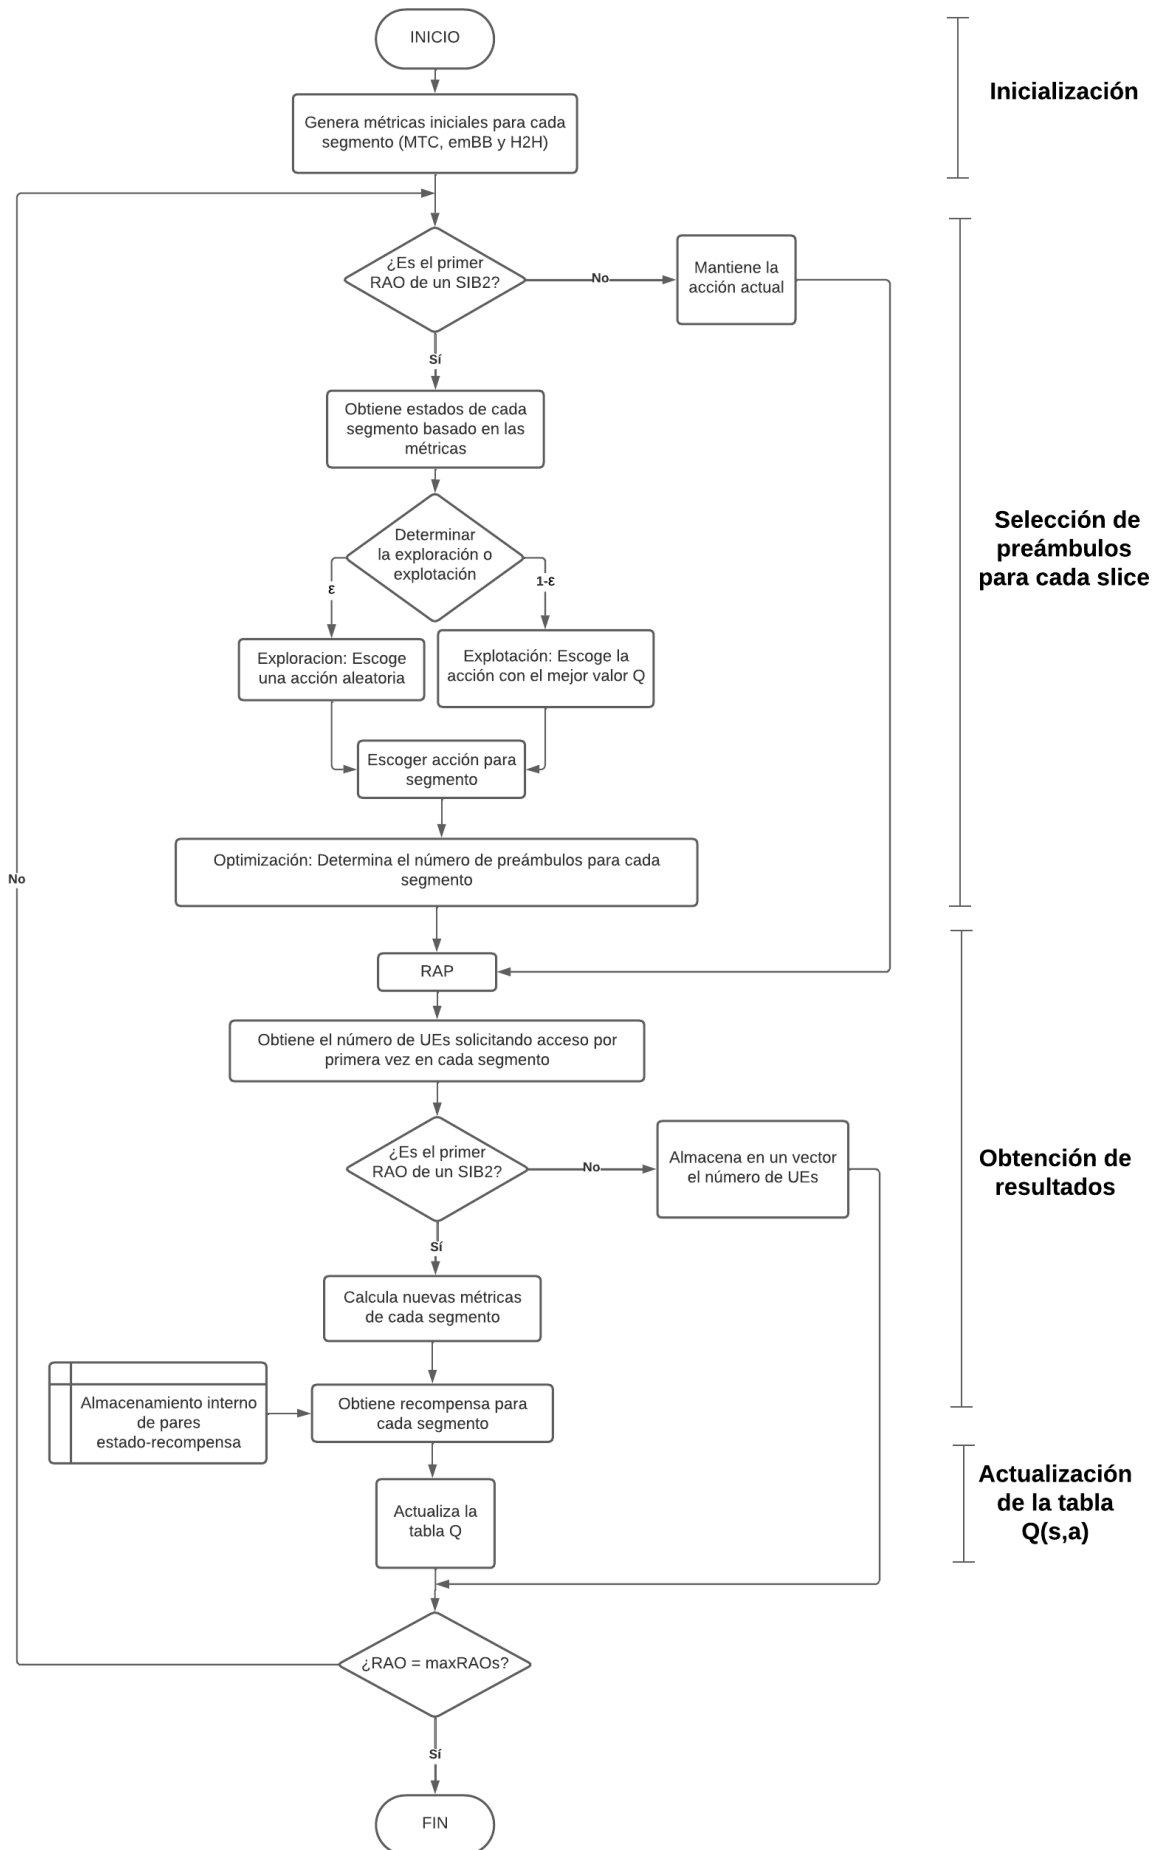 INICIO
Inicialización
Genera métricas iniciales para cada
segmento (MTC, emBB y H2H)
¿Es el primer
RAO de un SIB2?
No
Mantiene la
acción actual
Sí
Obtiene estados de cada
segmento basado en las
métricas
Selección de
preámbulos
para cada slice
Determinar
la exploración o
explotación
ε
1-ε
Exploracion: Escoge
una acción aleatoria
Explotación: Escoge la
acción con el mejor valor Q
Escoger acción para
segmento
Optimización: Determina el número de preámbulos para cada
segmento
No
RAP
Obtiene el número de UEs solicitando acceso por
primera vez en cada segmento
¿Es el primer
RAO de un SIB2?
No
Almacena en un vector
el número de UEs
Obtención de
resultados
Sí
Calcula nuevas métricas
de cada segmento
Almacenamiento interno
de pares
estado-recompensa
Obtiene recompensa para
cada segmento
Actualización
de la tabla
Q(s,a)
Actualiza la
tabla Q
¿RAO = maxRAOs?
Sí
FIN